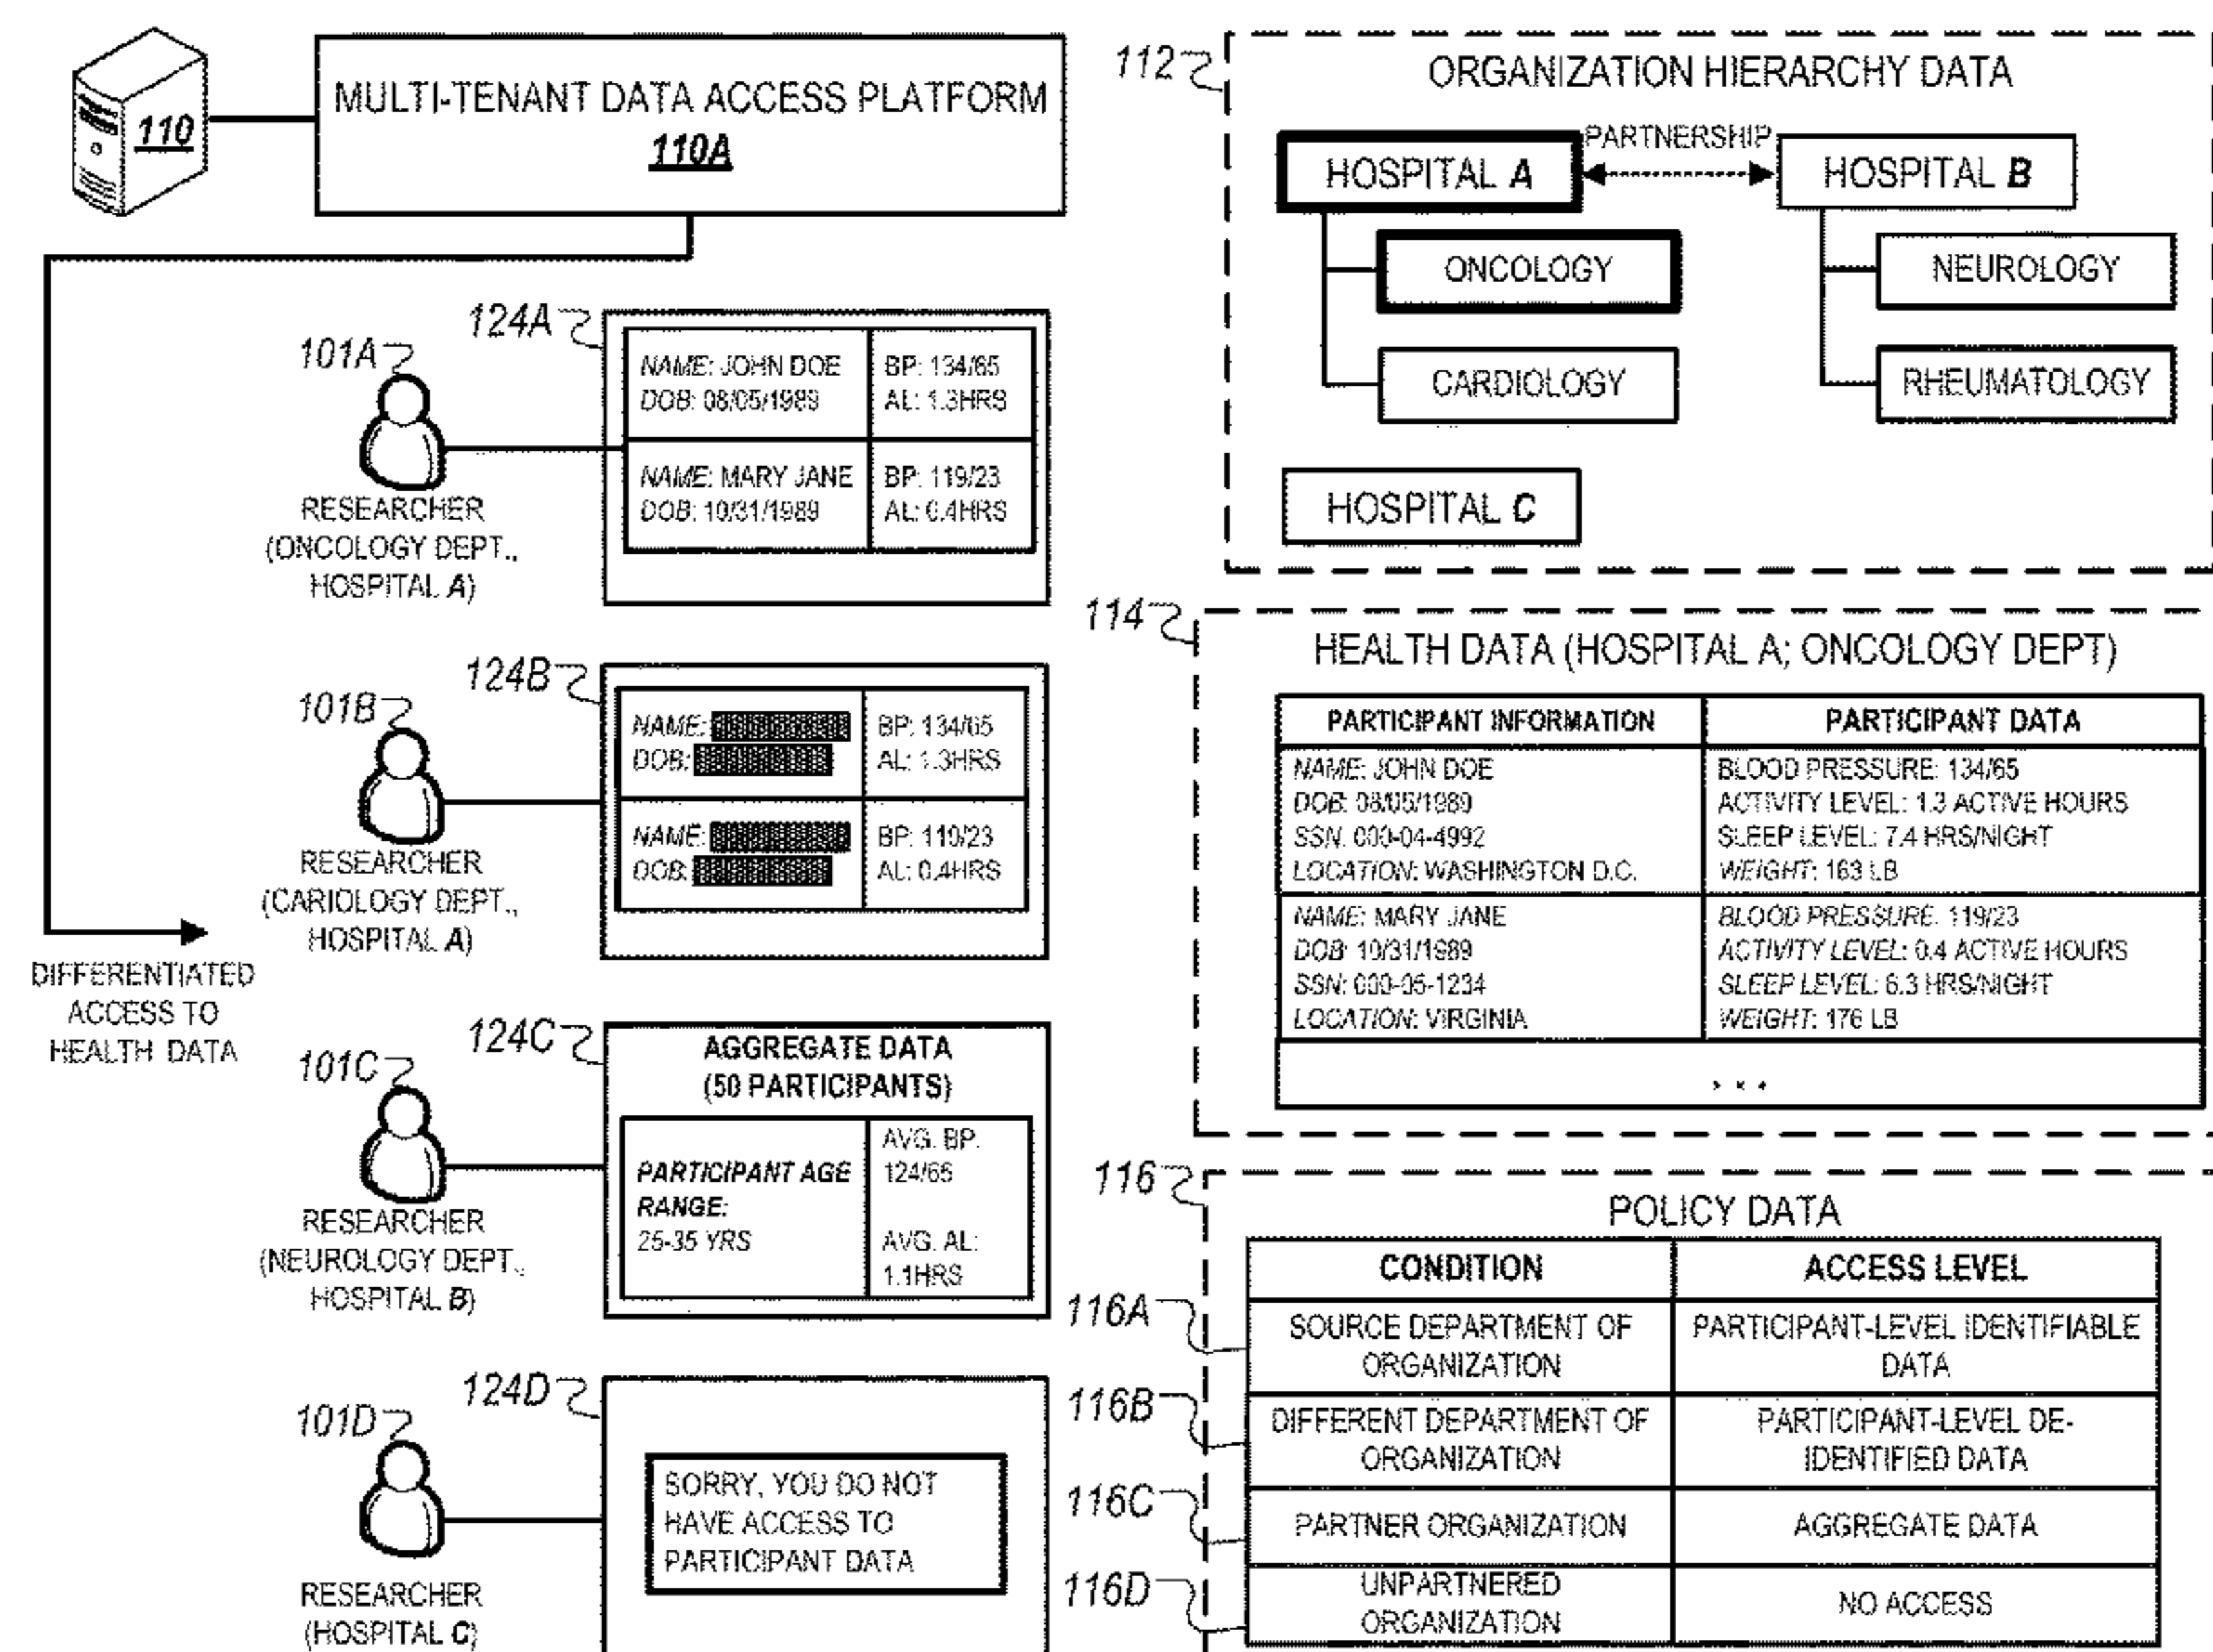 110
MULTI-TENANT DATA ACCESS PLATFORM
110A
DIFFERENTIATED
ACCESS TO
HEALTH DATA
101A
RESEARCHER
(ONCOLOGY DEPT.,
HOSPITAL A)
124A
NAME: JOHN DOE
DOB: 08/05/1989
BP: 134/65
AL: 1.3HRS
NAME: MARY JANE
DOB: 10/31/1989
BP: 119/23
AL: 0.4HRS
101B
RESEARCHER
(CARIOLOGY DEPT.,
HOSPITAL A)
124B
NAME:
DOB:
BP: 134/65
AL: 1.3HRS
NAME:
DOB:
BP: 119/23
AL: 0.4HRS
101C
RESEARCHER
(NEUROLOGY DEPT.,
HOSPITAL B)
124C
AGGREGATE DATA
(50 PARTICIPANTS)
PARTICIPANT AGE
RANGE:
25-35 YRS
AVG. BP:
124/65
AVG. AL:
1.1HRS
101D
RESEARCHER
(HOSPITAL C)
124D
SORRY, YOU DO NOT
HAVE ACCESS TO
PARTICIPANT DATA
112
ORGANIZATION HIERARCHY DATA
HOSPITAL A
PARTNERSHIP
HOSPITAL B
ONCOLOGY
NEUROLOGY
CARDIOLOGY
RHEUMATOLOGY
HOSPITAL C
114
HEALTH DATA (HOSPITAL A; ONCOLOGY DEPT)
PARTICIPANT INFORMATION
PARTICIPANT DATA
NAME: JOHN DOE
DOB: 08/05/1989
SSN: 000-04-4992
LOCATION: WASHINGTON D.C.
BLOOD PRESSURE: 134/65
ACTIVITY LEVEL: 1.3 ACTIVE HOURS
SLEEP LEVEL: 7.4 HRS/NIGHT
WEIGHT: 163 LB
NAME: MARY JANE
DOB: 10/31/1989
SSN: 000-05-1234
LOCATION: VIRGINIA
BLOOD PRESSURE: 119/23
ACTIVITY LEVEL: 0.4 ACTIVE HOURS
SLEEP LEVEL: 6.3 HRS/NIGHT
WEIGHT: 176 LB
. . .
116
POLICY DATA
CONDITION
ACCESS LEVEL
116A
SOURCE DEPARTMENT OF
ORGANIZATION
PARTICIPANT-LEVEL IDENTIFIABLE
DATA
116B
DIFFERENT DEPARTMENT OF
ORGANIZATION
PARTICIPANT-LEVEL DE-
IDENTIFIED DATA
116C
PARTNER ORGANIZATION
AGGREGATE DATA
116D
UNPARTNERED
ORGANIZATION
NO ACCESS